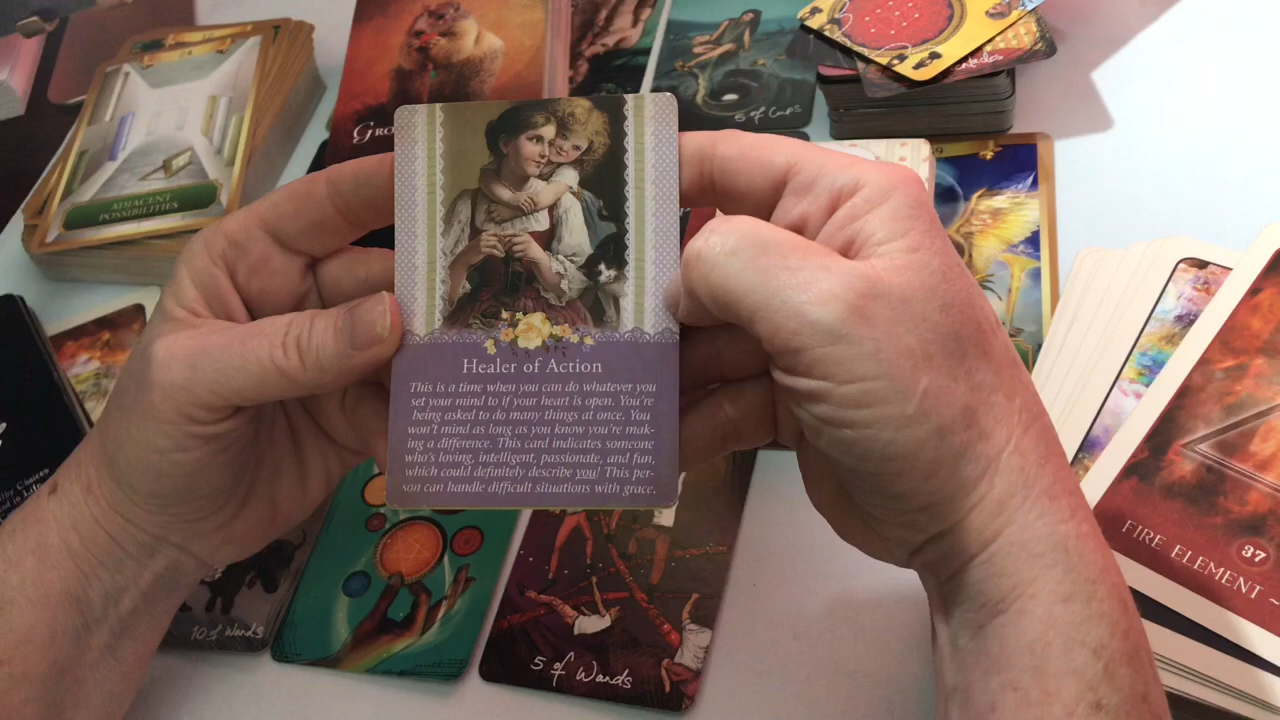 ADJACENT
POSSIBILITIES
GRO
5 of Cups
Healer of Action
This is a time when you can do whatever you
set your mind to if your heart is open. You're
being asked to do many things at once. You
won't mind as long as you know you're mak-
ing a difference. This card indicates someone
who's loving, intelligent, passionate, and fun,
which could definitely describe you! This per-
son can handle difficult situations with grace.
10 of Wands
5 of Wands
FIRE ELEMENT ~
37